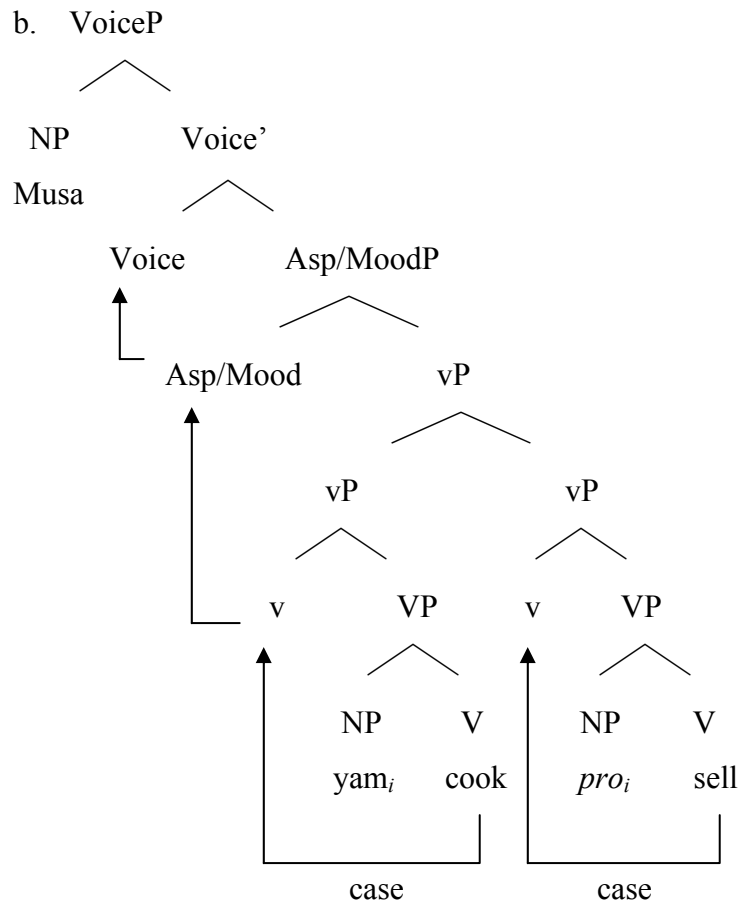 b. VoiceP
NP Voice’
Musa
Voice Asp/MoodP
Asp/Mood vP
vP vP
v VP v VP
NP V NP V
yamᵢ cook proᵢ sell
case case